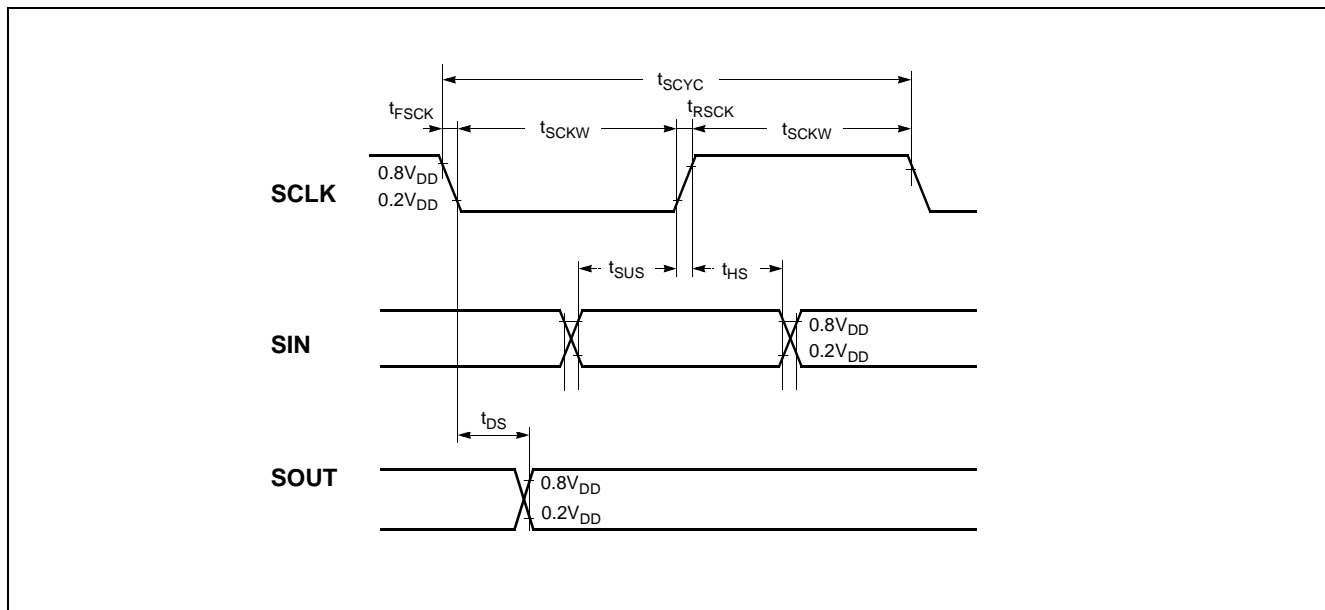 tSCYC
tFSCK
tRSCK
tSCKW
tSCKW
0.8VDD
SCLK
0.2VDD
tSUS
tHS
0.8VDD
SIN
0.2VDD
tDS
SOUT
0.8VDD
0.2VDD